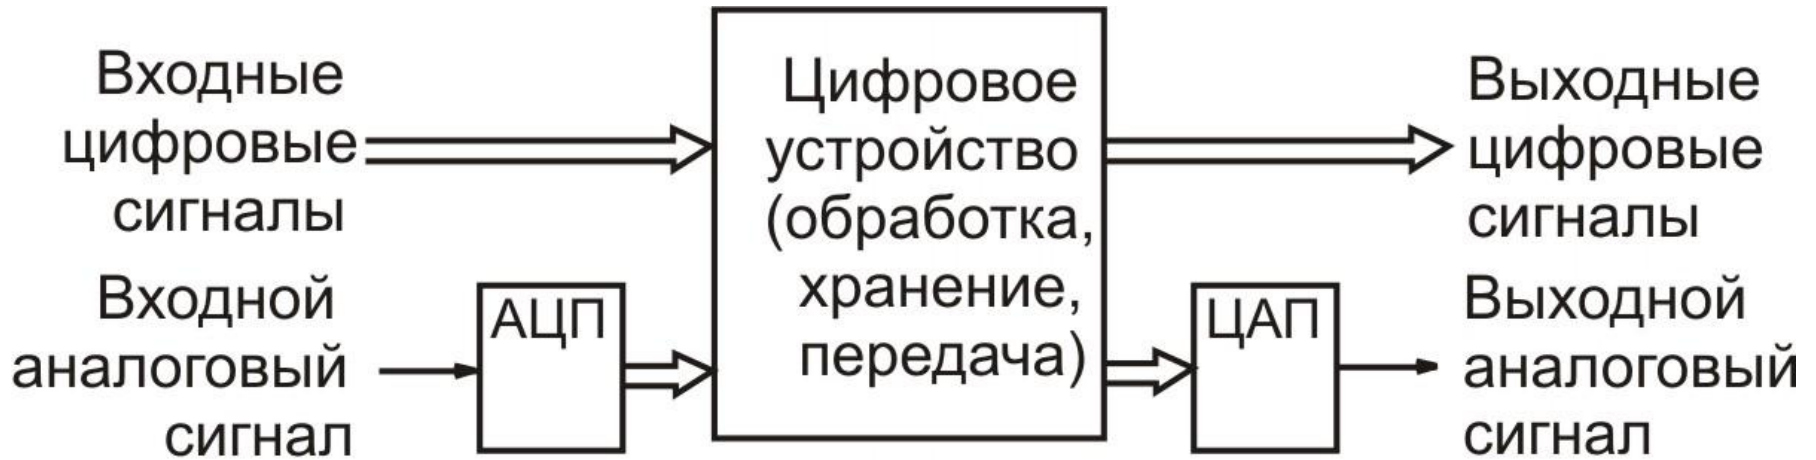 Входные
цифровые
сигналы
Входной
аналоговый
сигнал
АЦП
Цифровое
устройство
(обработка,
хранение,
передача)
ЦАП
Выходные
цифровые
сигналы
Выходной
аналоговый
сигнал